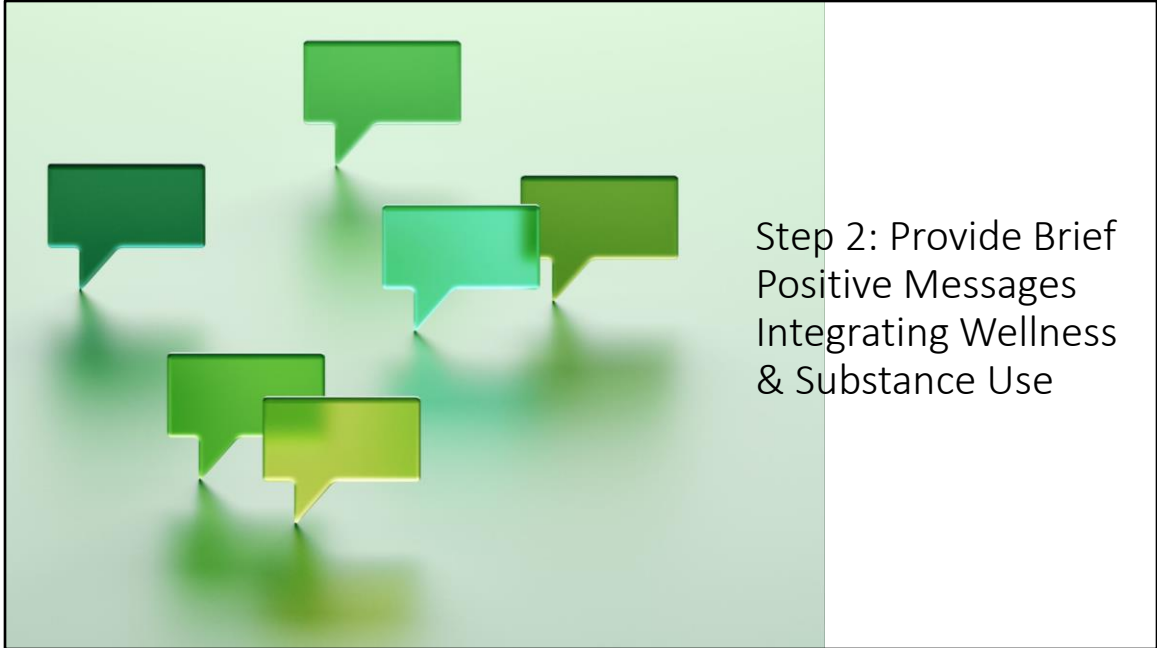 Step 2: Provide Brief
Positive Messages
Integrating Wellness
& Substance Use